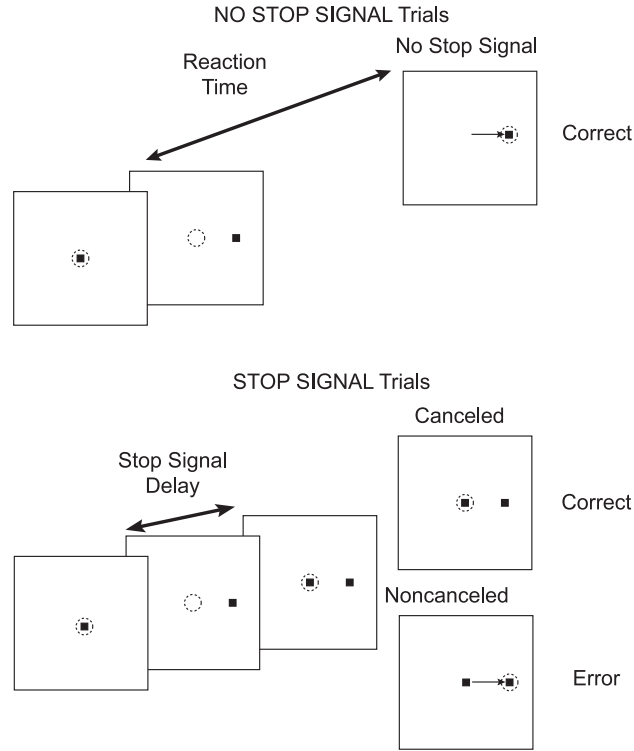 NO STOP SIGNAL Trials
No Stop Signal
Reaction
Time
Correct
STOP SIGNAL Trials
Canceled
Stop Signal
Delay
Correct
Noncanceled
Error